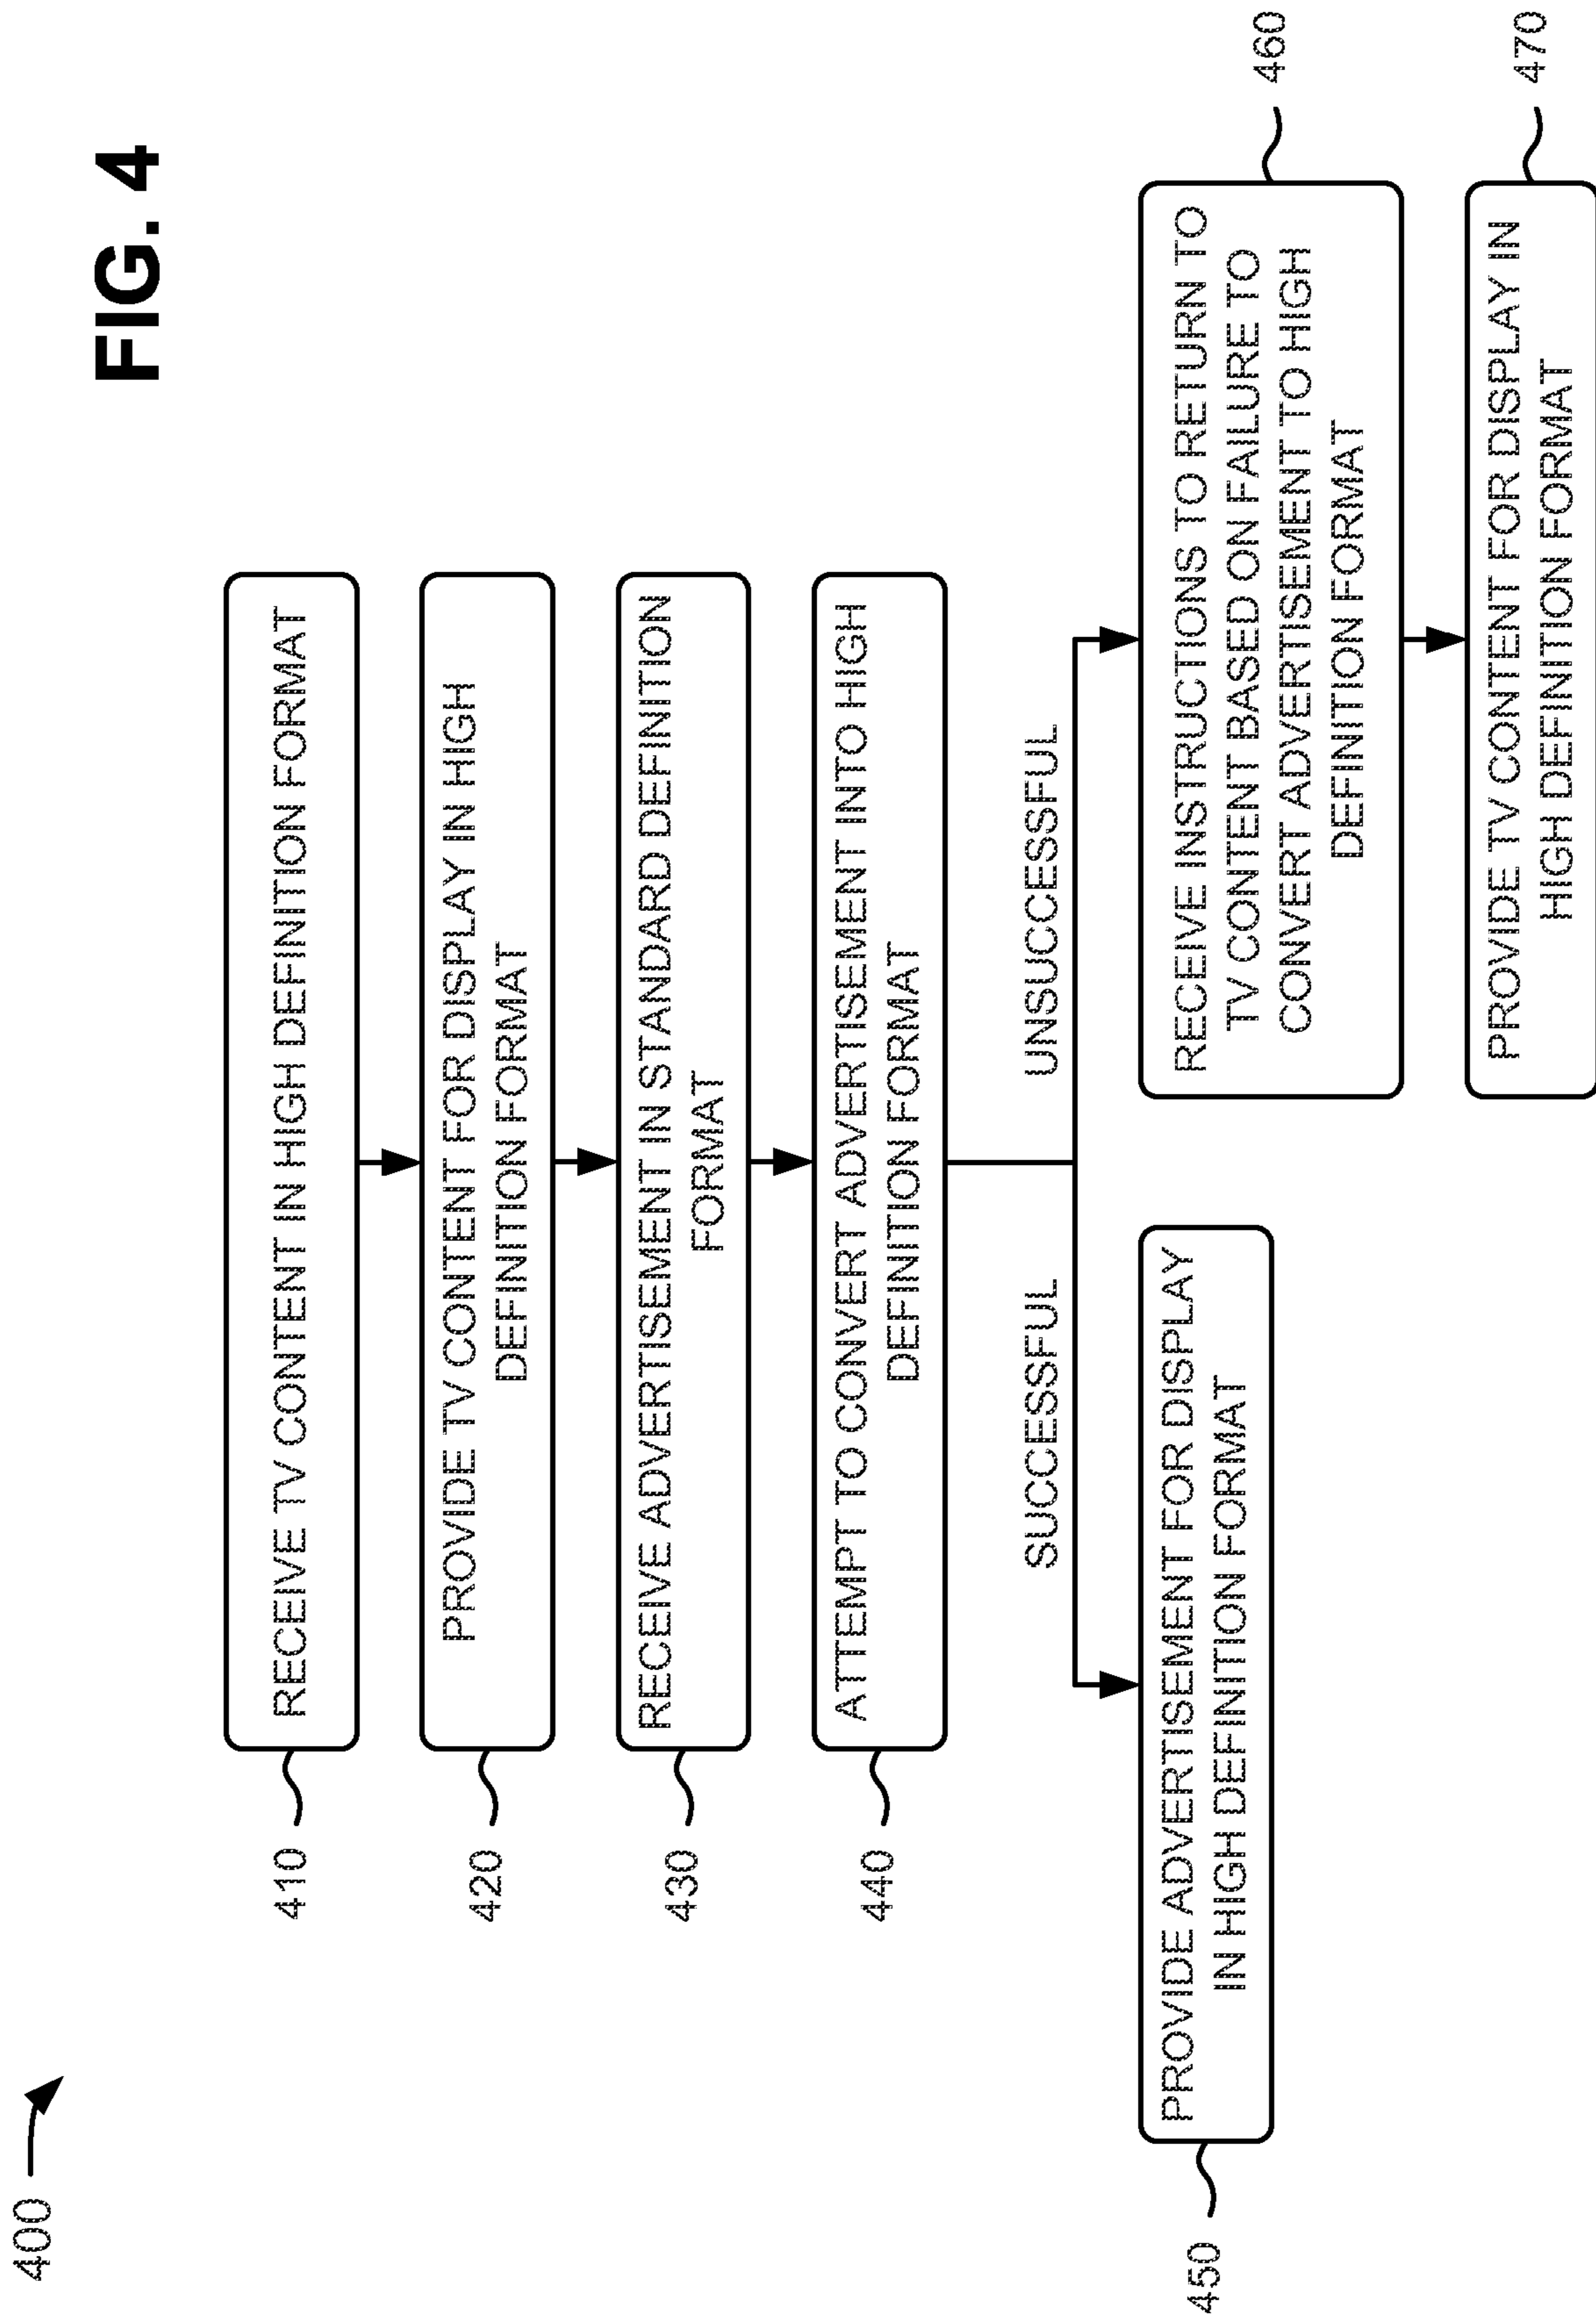 FIG. 4
400
410
RECEIVE TV CONTENT IN HIGH DEFINITION FORMAT
420
PROVIDE TV CONTENT FOR DISPLAY IN HIGH
DEFINITION FORMAT
430
RECEIVE ADVERTISEMENT IN STANDARD DEFINITION
FORMAT
440
ATTEMPT TO CONVERT ADVERTISEMENT INTO HIGH
DEFINITION FORMAT
SUCCESSFUL
UNSUCCESSFUL
450
PROVIDE ADVERTISEMENT FOR DISPLAY
IN HIGH DEFINITION FORMAT
RECEIVE INSTRUCTIONS TO RETURN TO
TV CONTENT BASED ON FAILURE TO
CONVERT ADVERTISEMENT TO HIGH
DEFINITION FORMAT
460
PROVIDE TV CONTENT FOR DISPLAY IN
HIGH DEFINITION FORMAT
470